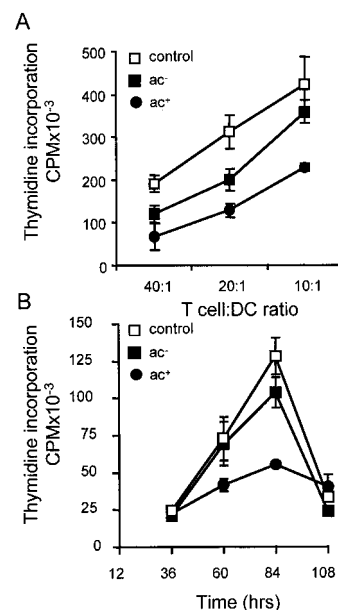 A
Thymidine incorporation
CPMx10⁻³
500
400
300
200
100
0
control
ac⁻
ac⁺
40:1
20:1
10:1
T cell:DC ratio
B
Thymidine incorporation
CPMx10⁻³
150
125
100
75
50
25
0
control
ac⁻
ac⁺
12
36
60
84
108
Time (hrs)